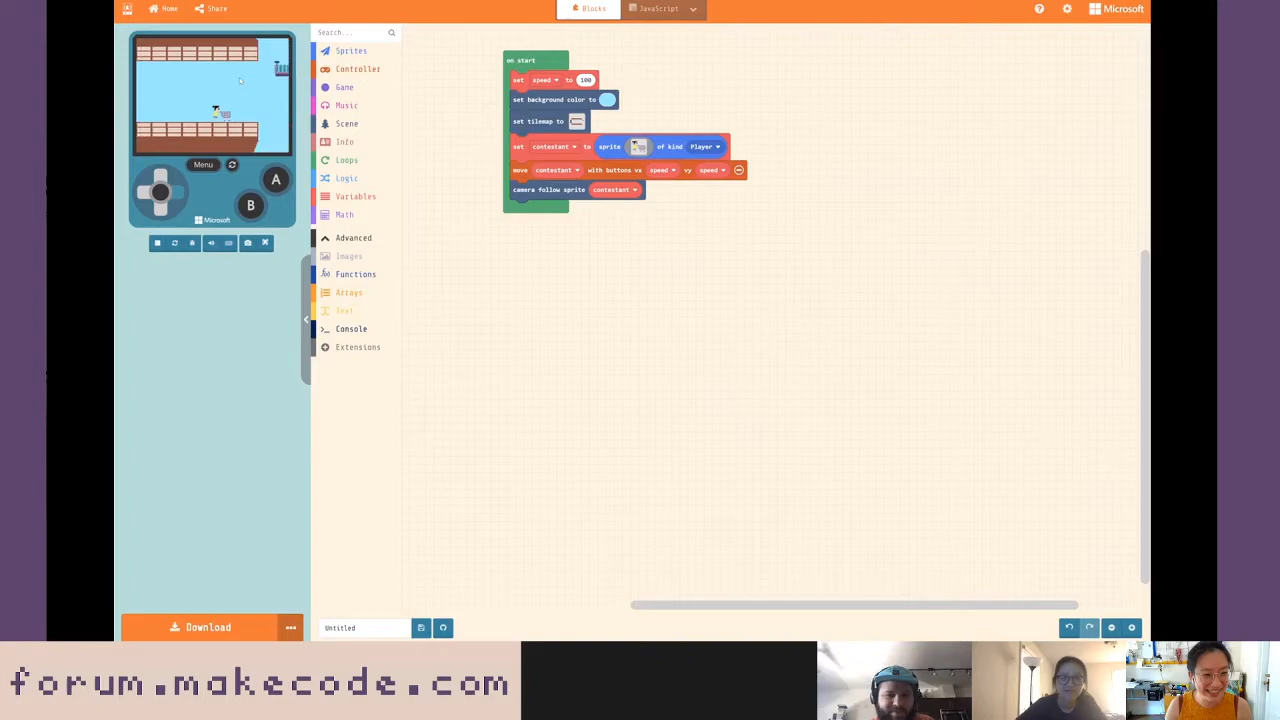 Home
Share
Blocks
JavaScript
Microsoft
Menu
A
B
Microsoft
Search...
Sprites
Controller
Game
Music
Scene
Info
Loops
Logic
Variables
Math
Advanced
Images
Functions
Arrays
Text
Console
Extensions
on start
set speed to 100
set background color to
set tilemap to
set contestant to sprite of kind Player
move contestant with buttons vx speed vy speed
camera follow sprite contestant
Download
Untitled
forum.makecode.com